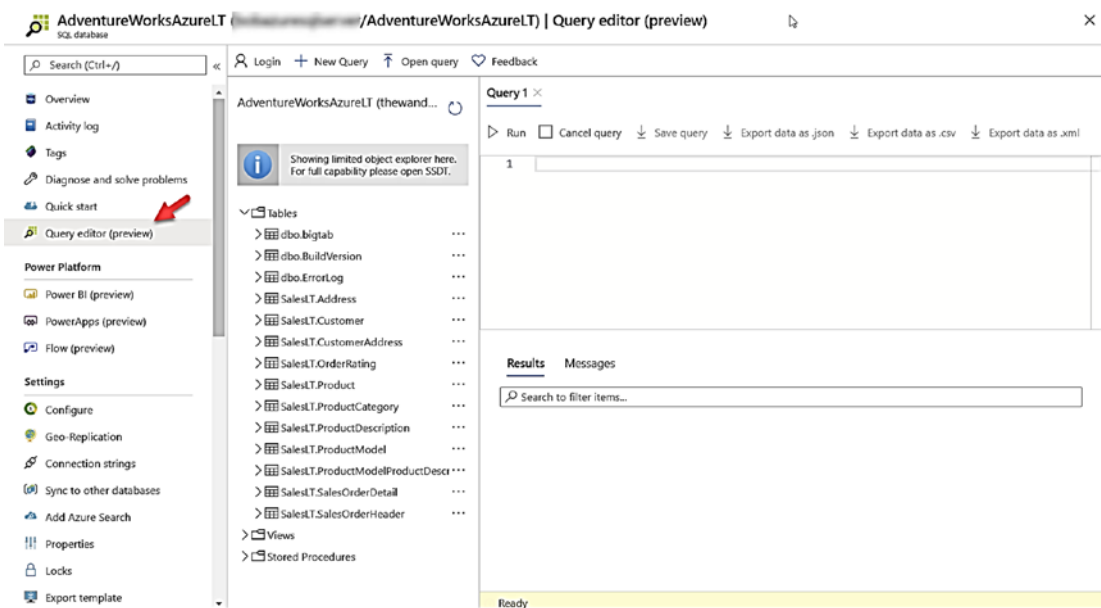 AdventureWorksAzureLT ( /AdventureWorksAzureLT) | Query editor (preview)
SQL database
Search (Ctrl+/)
«
Overview
Activity log
Tags
Diagnose and solve problems
Quick start
Query editor (preview)
Power Platform
Power BI (preview)
PowerApps (preview)
Flow (preview)
Settings
Configure
Geo-Replication
Connection strings
Sync to other databases
Add Azure Search
Properties
Locks
Export template
Login + New Query Open query Feedback
AdventureWorksAzureLT (thewand...
Showing limited object explorer here.
For full capability please open SSDT.
Tables
dbo.bigtab ...
dbo.BuildVersion ...
dbo.ErrorLog ...
SalesLT.Address ...
SalesLT.Customer ...
SalesLT.CustomerAddress ...
SalesLT.OrderRating ...
SalesLT.Product ...
SalesLT.ProductCategory ...
SalesLT.ProductDescription ...
SalesLT.ProductModel ...
SalesLT.ProductModelProductDescr ...
SalesLT.SalesOrderDetail ...
SalesLT.SalesOrderHeader ...
Views
Stored Procedures
Query 1 ×
Run Cancel query Save query Export data as .json Export data as .csv Export data as .xml
1
Results Messages
Search to filter items...
Ready